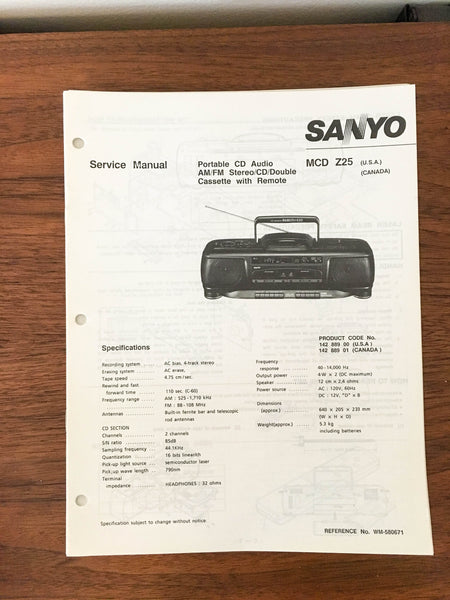 SANYO
Service Manual
Portable CD Audio
AM/FM Stereo/CD/Double
Cassette with Remote
MCD Z25 (U.S.A.)
(CANADA)
Specifications
Recording system ..... AC bias, 4-track stereo
Erasing system ..... AC erase,
Tape speed ..... 4.75 cm/sec.
Rewind and fast
forward time ..... 110 sec (C-60)
Frequency range ..... AM : 525 - 1,710 kHz
FM : 88 - 108 MHz
Antennas ..... Built-in ferrite bar and telescopic
rod antennas
CD SECTION
Channels ..... 2 channels
S/N ratio ..... 85dB
Sampling frequency ..... 44.1KHz
Quantization ..... 16 bits linear/ch
Pick-up light source ..... semiconductor laser
Pick-up wave length ..... 790nm
Terminal
impedance ..... HEADPHONES : 32 ohms
PRODUCT CODE No.
142 889 00 (U.S.A )
142 889 01 (CANADA )
Frequency
response ..... 40 - 14,000 Hz
Output power ..... 4 W × 2 (DC maximum)
Speaker ..... 12 cm × 2,4 ohms
Power source ..... AC : 120V, 60Hz
DC : 12V, "D" × 8
Dimensions
(approx.) ..... 640 × 205 × 233 mm
(W × H × D)
Weight(approx.) ..... 5.3 kg
including batteries
Specification subject to change without notice.
REFERENCE No. WM-580671